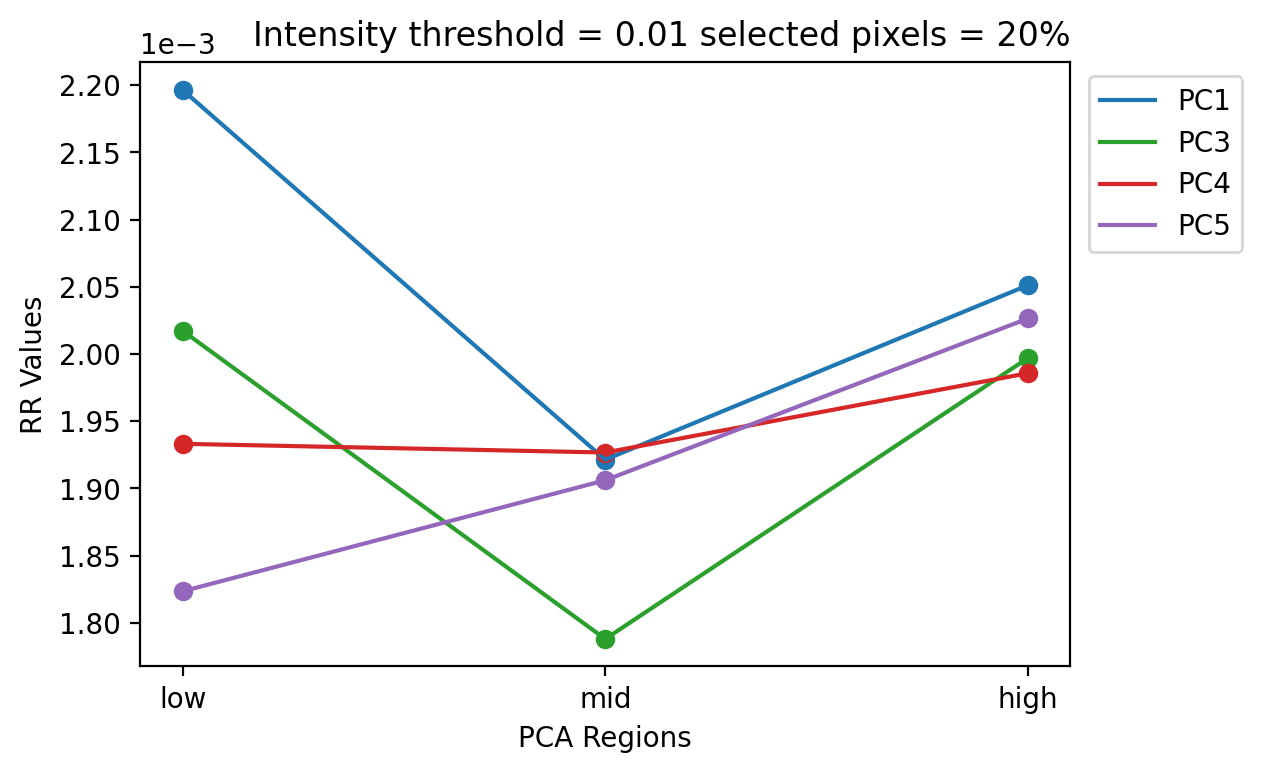 Intensity threshold = 0.01 selected pixels = 20%
1e−3
2.20
2.15
2.10
2.05
2.00
1.95
1.90
1.85
1.80
RR Values
low
mid
high
PCA Regions
PC1
PC3
PC4
PC5